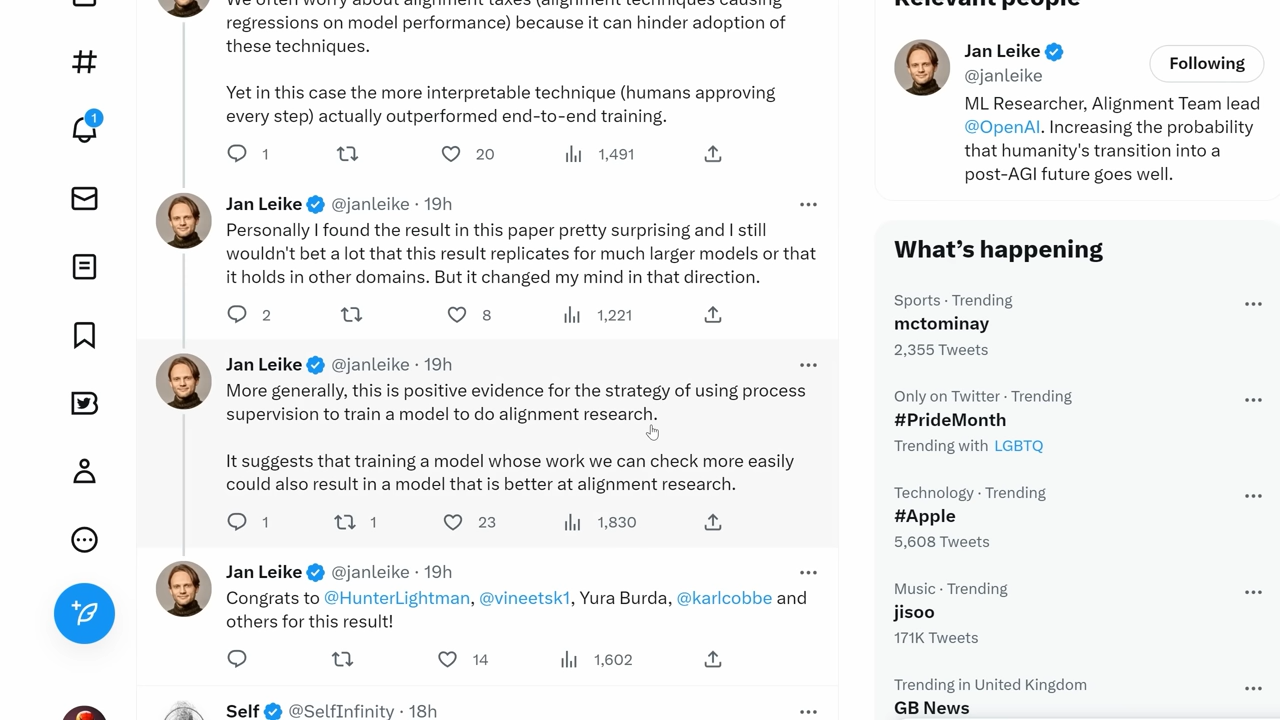 We often worry about alignment taxes (alignment techniques causing
regressions on model performance) because it can hinder adoption of
these techniques.
Yet in this case the more interpretable technique (humans approving
every step) actually outperformed end-to-end training.
1
20
1,491
Jan Leike @janleike · 19h
Personally I found the result in this paper pretty surprising and I still
wouldn't bet a lot that this result replicates for much larger models or that
it holds in other domains. But it changed my mind in that direction.
2
8
1,221
Jan Leike @janleike · 19h
More generally, this is positive evidence for the strategy of using process
supervision to train a model to do alignment research.
It suggests that training a model whose work we can check more easily
could also result in a model that is better at alignment research.
1
1
23
1,830
Jan Leike @janleike · 19h
Congrats to @HunterLightman, @vineetsk1, Yura Burda, @karlcobbe and
others for this result!
14
1,602
Self @SelfInfinity · 18h
1
Relevant people
Jan Leike
@janleike
Following
ML Researcher, Alignment Team lead
@OpenAI. Increasing the probability
that humanity's transition into a
post-AGI future goes well.
What's happening
Sports · Trending
mctominay
2,355 Tweets
Only on Twitter · Trending
#PrideMonth
Trending with LGBTQ
Technology · Trending
#Apple
5,608 Tweets
Music · Trending
jisoo
171K Tweets
Trending in United Kingdom
GB News